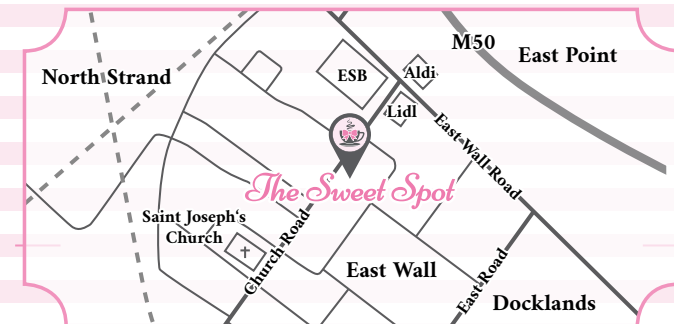 M50
East Point
North Strand
ESB
Aldi
Lidl
East-Wall-Road
The Sweet Spot
Saint Joseph‘s
Church
Church-Road
East Wall
East-Road
Docklands